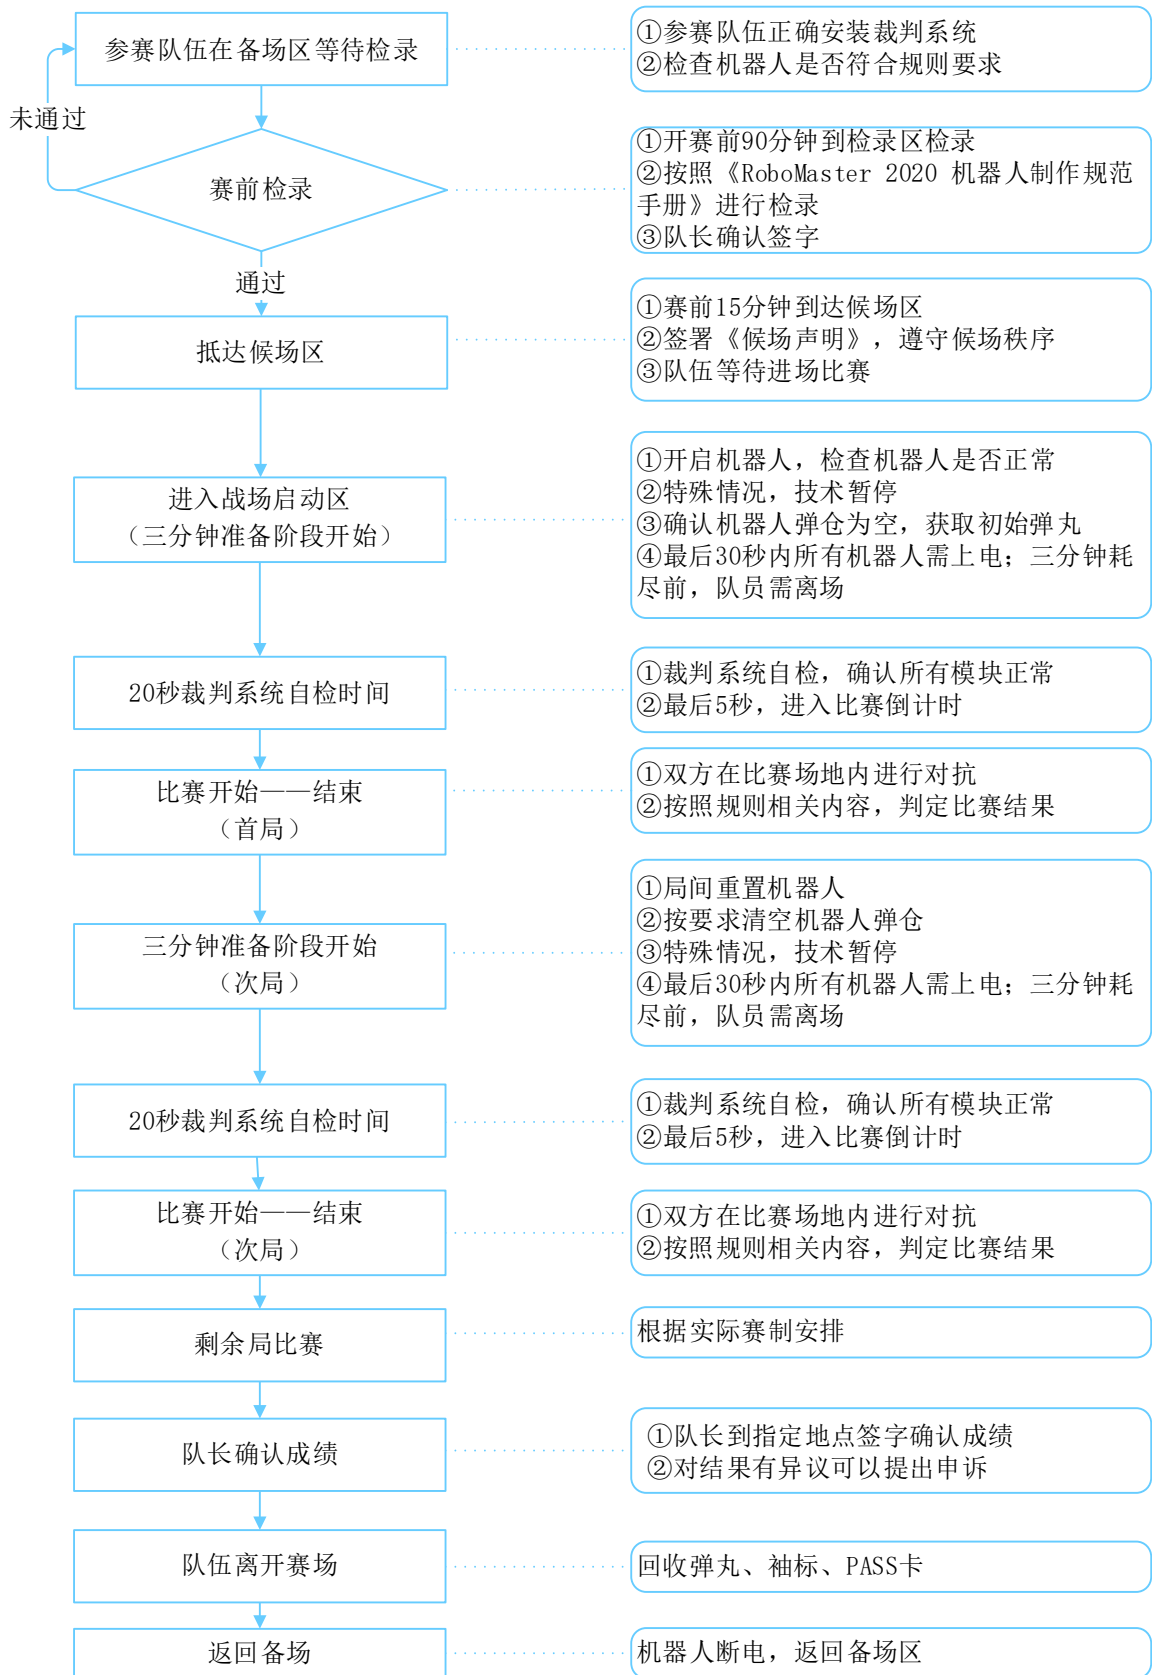 参赛队伍在备场区等待检录
①参赛队伍正确安装裁判系统
②检查机器人是否符合规则要求
未通过
赛前检录
①开赛前90分钟到检录区检录
②按照《RoboMaster 2020 机器人制作规范
手册》进行检录
③队长确认签字
通过
抵达候场区
①赛前15分钟到达候场区
②签署《候场声明》，遵守候场秩序
③队伍等待进场比赛
进入战场启动区
（三分钟准备阶段开始）
①开启机器人，检查机器人是否正常
②特殊情况，技术暂停
③确认机器人弹仓为空，获取初始弹丸
④最后30秒内所有机器人需上电；三分钟耗
尽前，队员需离场
20秒裁判系统自检时间
①裁判系统自检，确认所有模块正常
②最后5秒，进入比赛倒计时
比赛开始——结束
（首局）
①双方在比赛场地内进行对抗
②按照规则相关内容，判定比赛结果
三分钟准备阶段开始
（次局）
①局间重置机器人
②按要求清空机器人弹仓
③特殊情况，技术暂停
④最后30秒内所有机器人需上电；三分钟耗
尽前，队员需离场
20秒裁判系统自检时间
①裁判系统自检，确认所有模块正常
②最后5秒，进入比赛倒计时
比赛开始——结束
（次局）
①双方在比赛场地内进行对抗
②按照规则相关内容，判定比赛结果
剩余局比赛
根据实际赛制安排
队长确认成绩
①队长到指定地点签字确认成绩
②对结果有异议可以提出申诉
队伍离开赛场
回收弹丸、袖标、PASS卡
返回备场
机器人断电，返回备场区